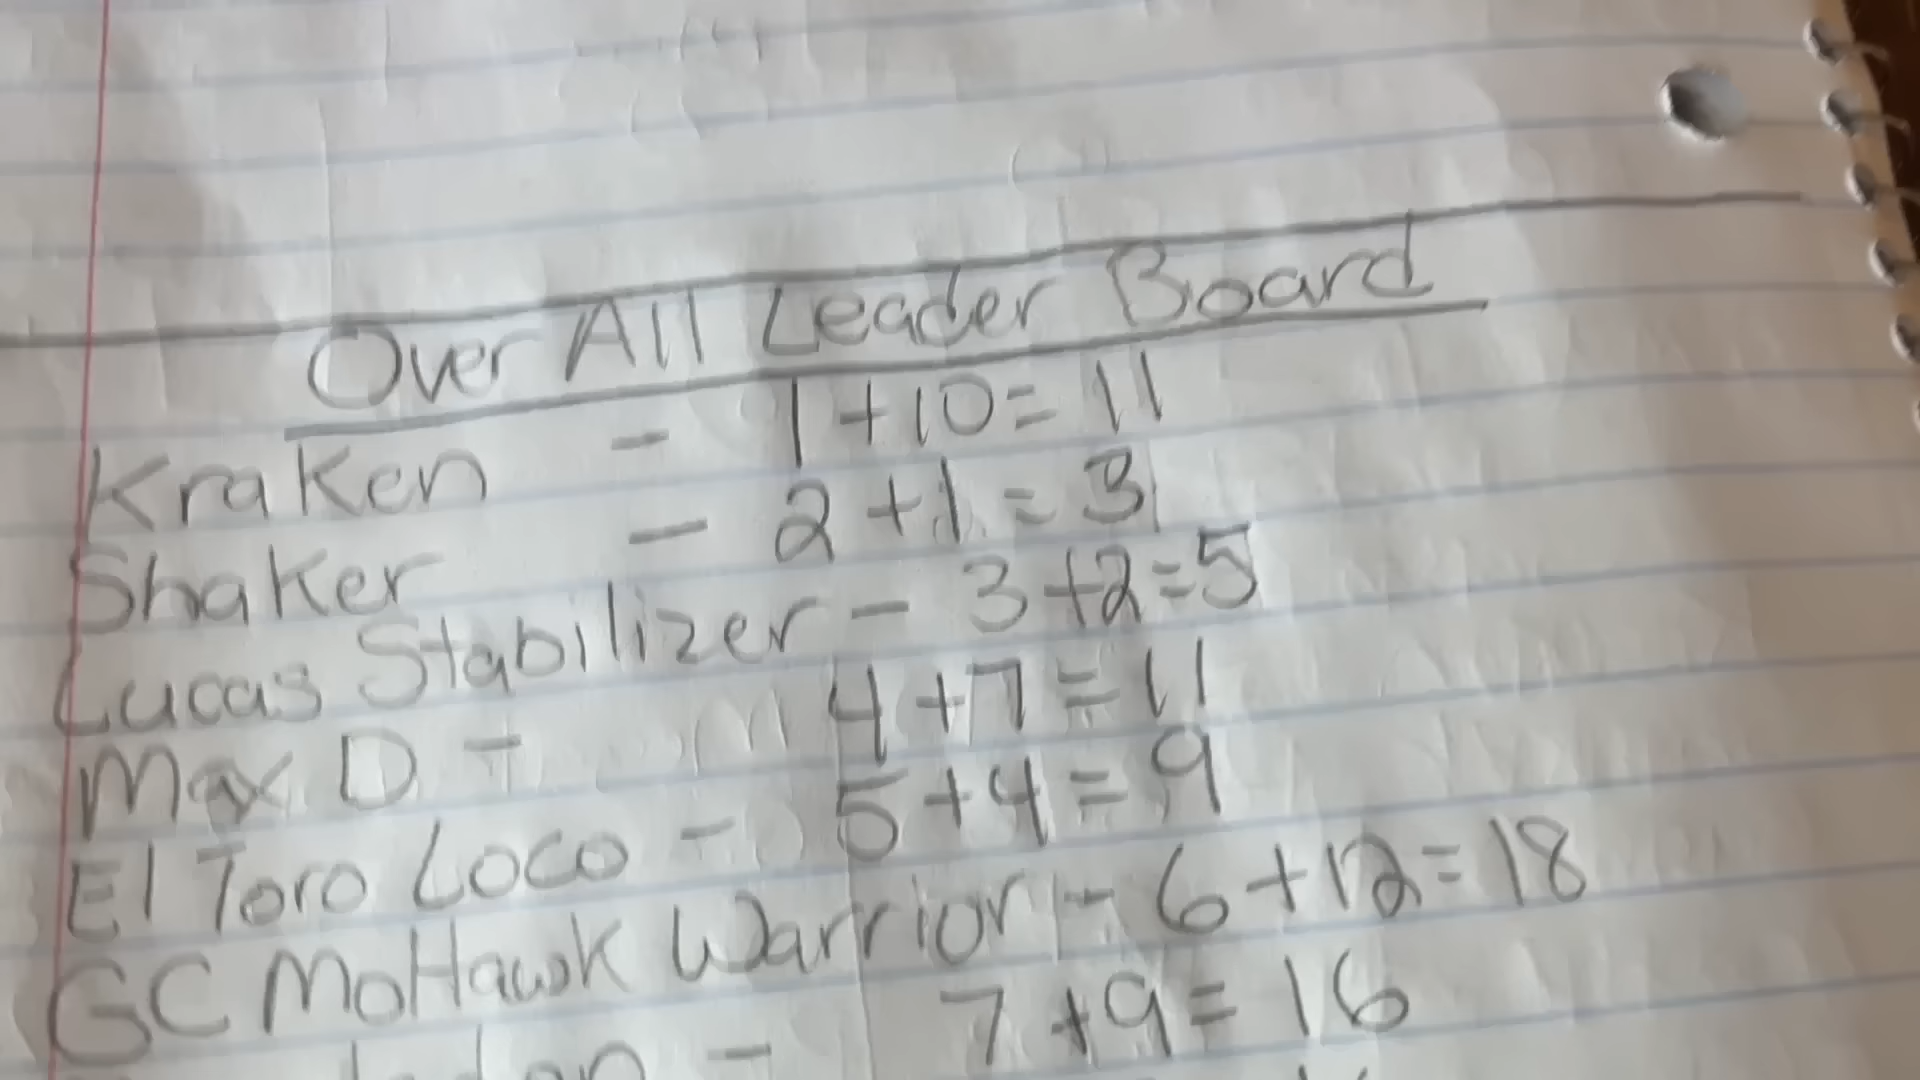 Over All Leader Board
Kraken - 1+10=11
Shaker - 2+1=3
Lucas Stabilizer - 3+2=5
Max D - 4+7=11
El Toro Loco - 5+4=9
GC MoHawk Warrior - 6+12=18
- 7+9=16